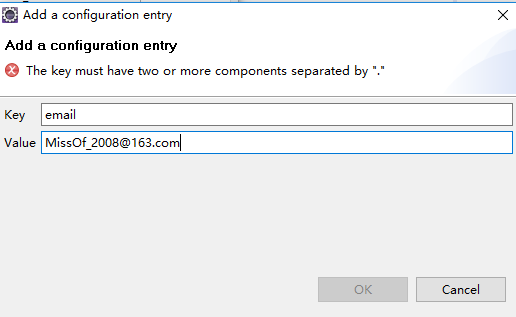 Add a configuration entry
Add a configuration entry
The key must have two or more components separated by "."
Key email
Value MissOf_2008@163.com
OK Cancel